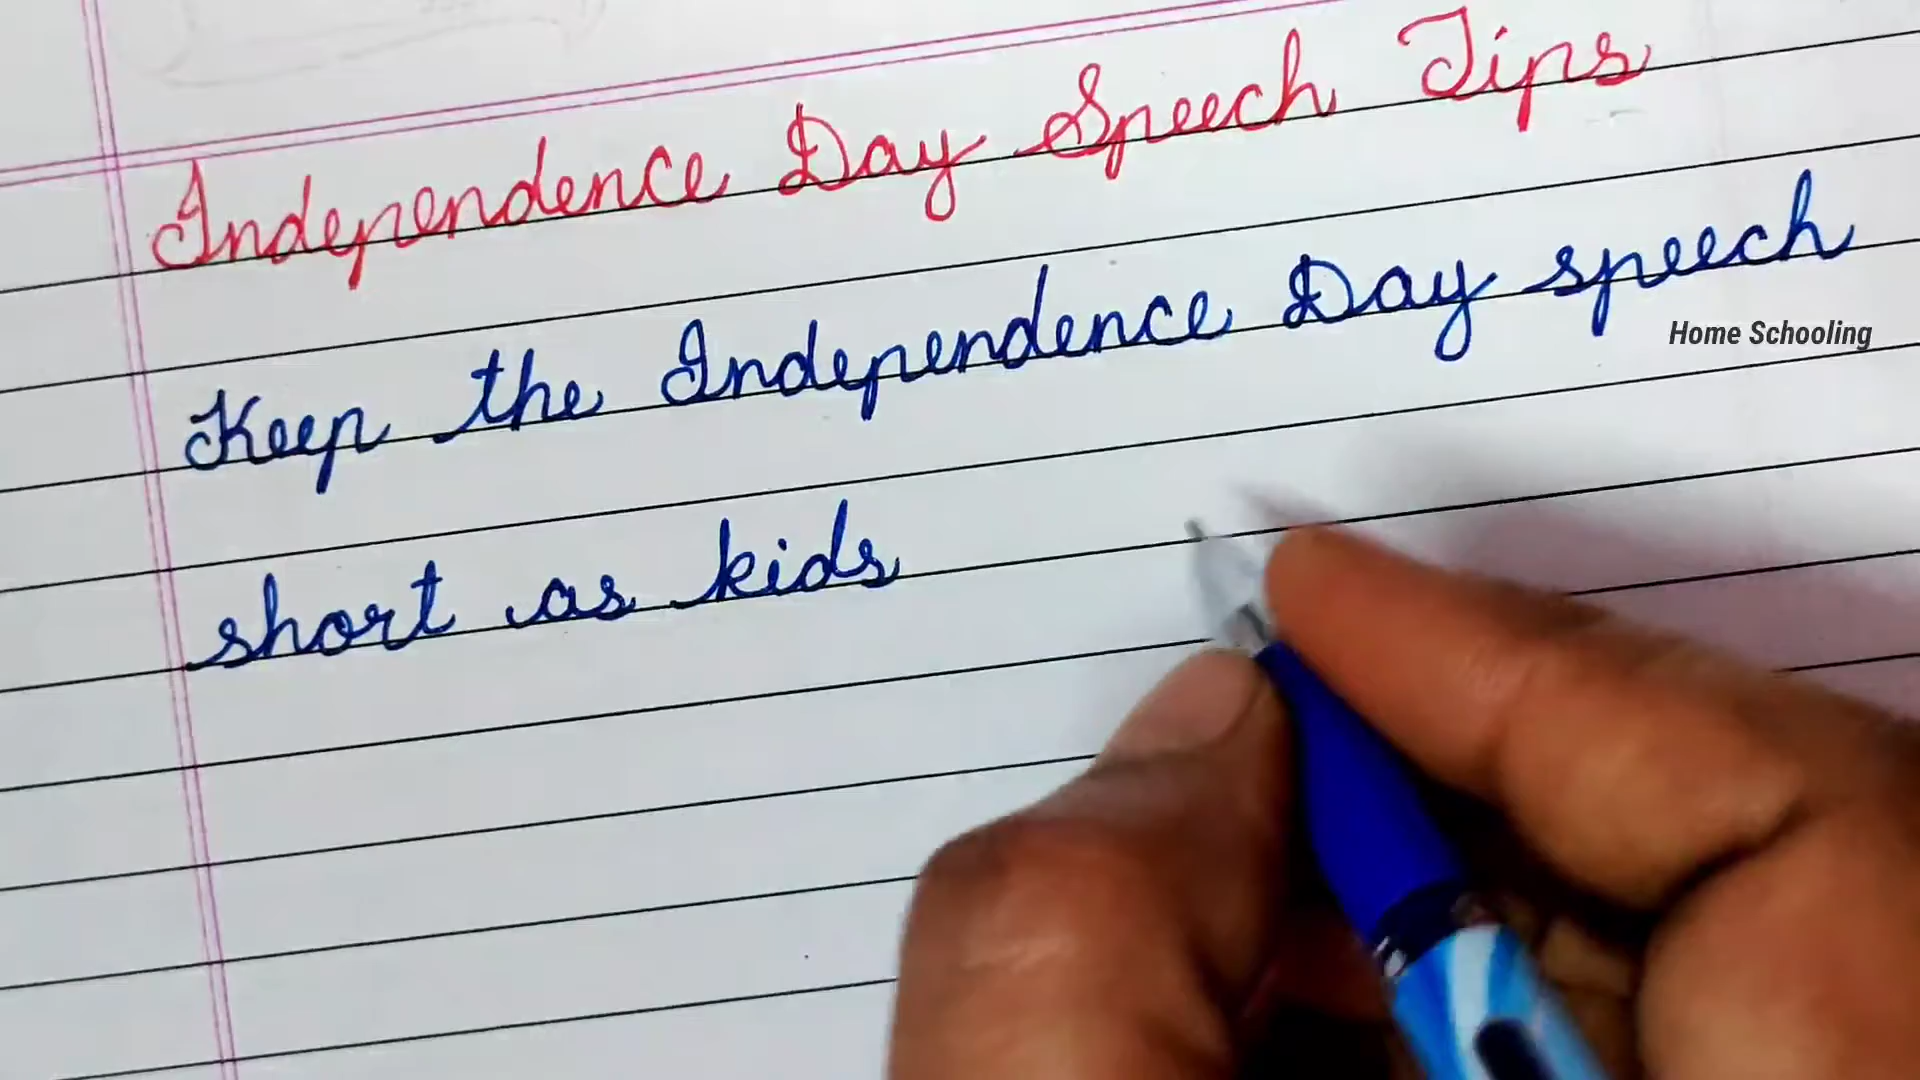 Independence Day Speech Tips
Keep the Independence Day speech
Home Schooling
short as kids